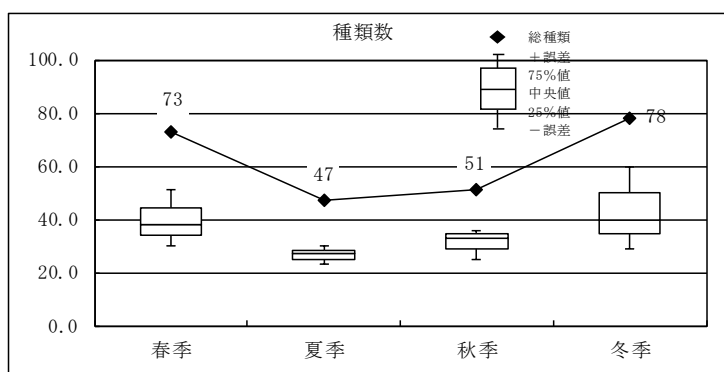 種類数
総種類
＋誤差
75%値
中央値
25%値
－誤差
100.0
80.0
60.0
40.0
20.0
0.0
73
47
51
78
春季
夏季
秋季
冬季